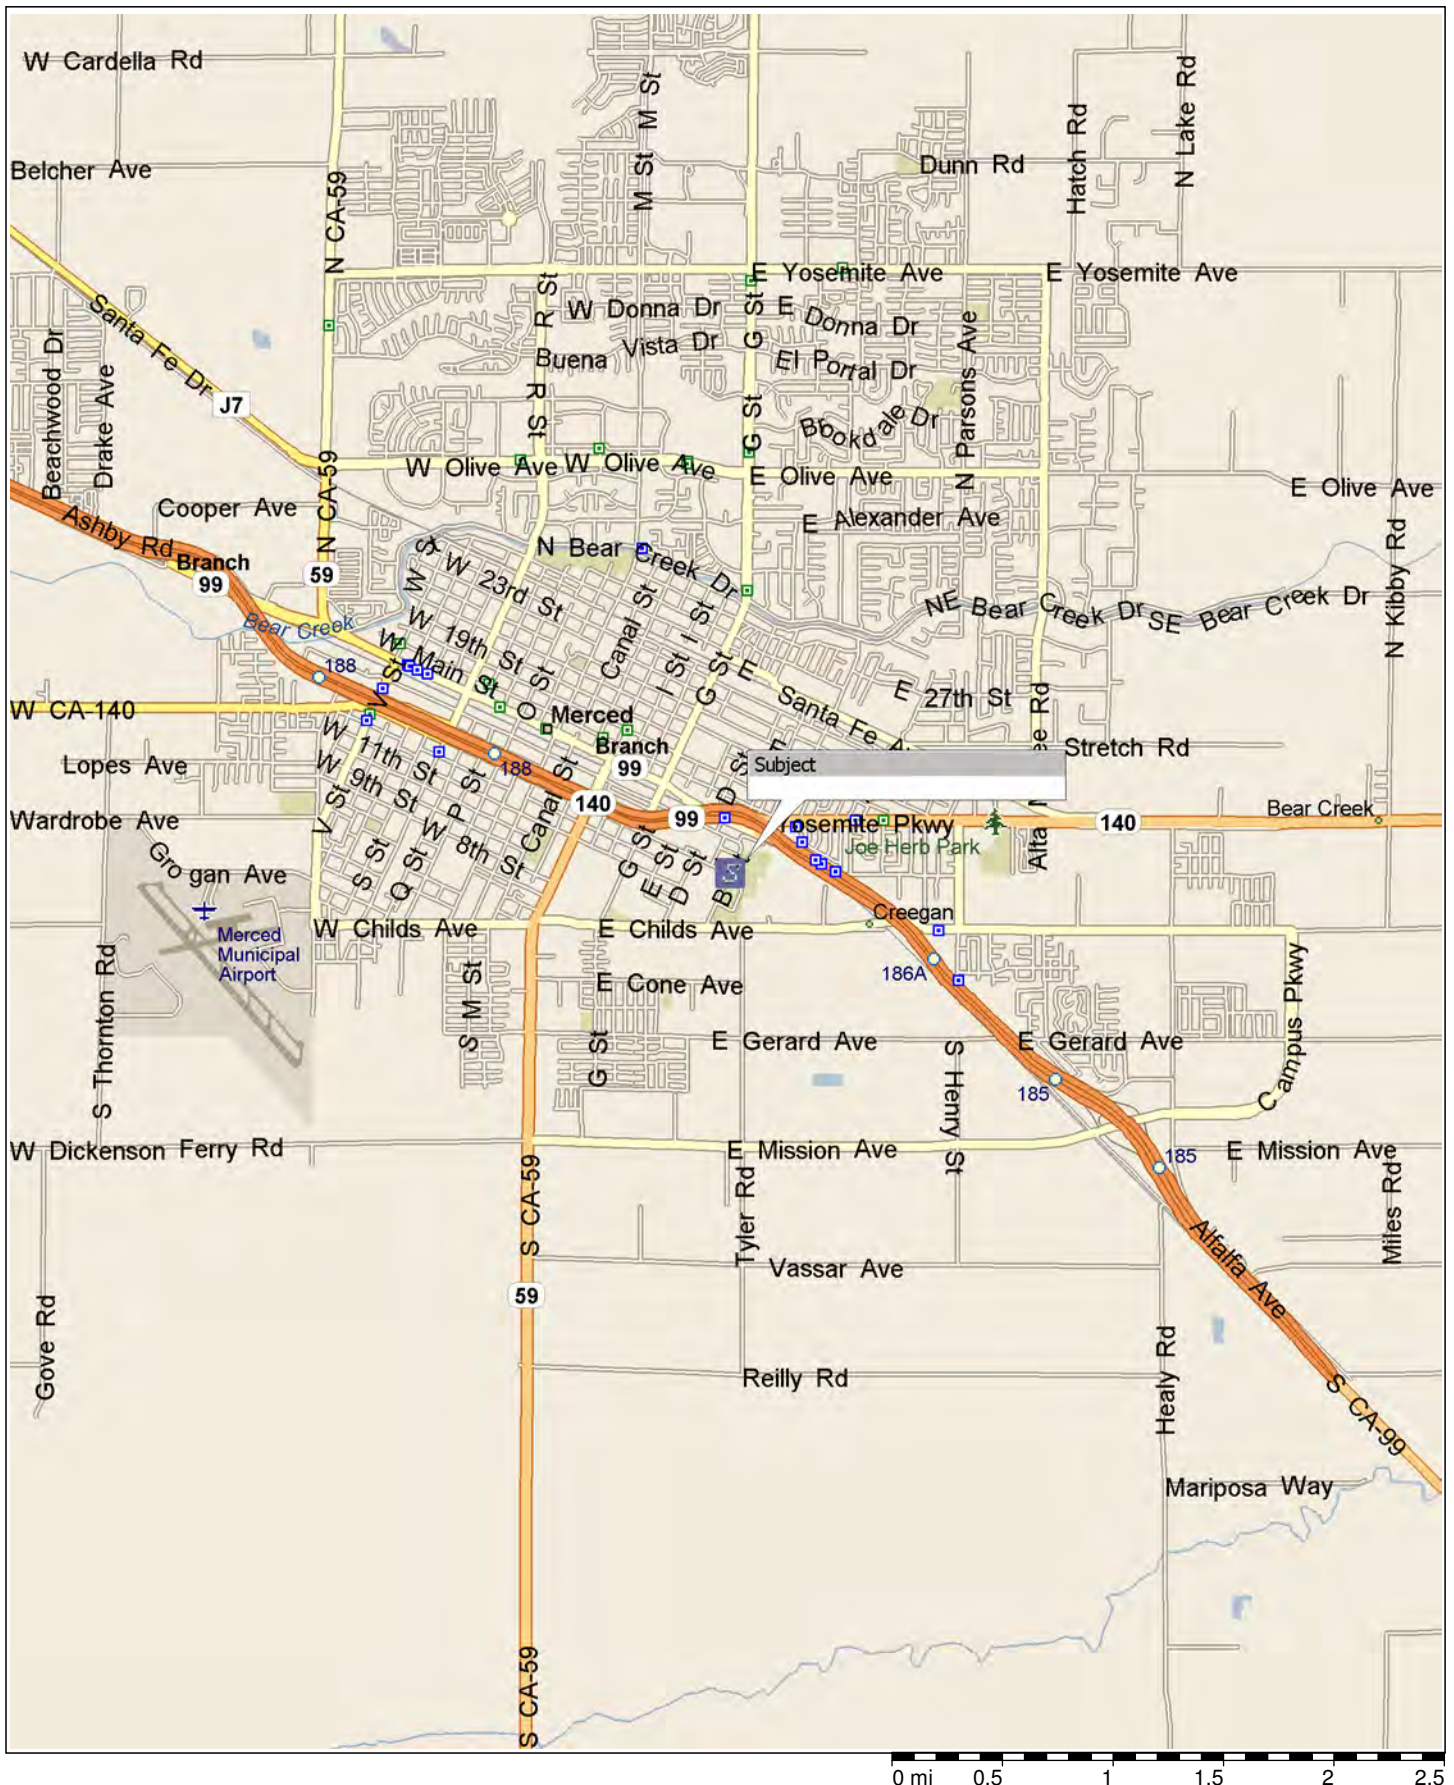 W Cardella Rd
M St
N Lake Rd
Hatch Rd
Belcher Ave
N CA-59
M St
Dunn Rd
E Yosemite Ave
E Yosemite Ave
Santa Fe Dr
R St
W Donna Dr
G St
E Donna Dr
N Parsons Ave
Beachwood Dr
Drake Ave
Buena Vista Dr
El Portal Dr
J7
R St
G St
Brookdale Dr
W Olive Ave
W Olive Ave
E Olive Ave
E Olive Ave
N CA-59
Cooper Ave
E Alexander Ave
Ashby Rd
Branch
99
59
N Bear Creek Dr
W
W 23rd St
N Kibby Rd
NE Bear Creek Dr
SE Bear Creek Dr
Bear Creek
W 19th St
Canal St
I St
I St
G St
W Main St
188
V St
O St
E Santa Fe
E 27th St
W CA-140
Merced
W 11th St
Branch
99
D St
Stretch Rd
Lopes Ave
W 9th St
188
Subject
P St
Canal St
140
99
Yosemite Pkwy
140
Bear Creek
Wardrobe Ave
V St
W 8th St
G St
E St
D St
Joe Herb Park
Grogan Ave
S St
Q St
B
S
Creegan
W Childs Ave
E Childs Ave
Merced
Municipal
Airport
S Thornton Rd
S M St
E Cone Ave
186A
Campus Pkwy
G St
E Gerard Ave
E Gerard Ave
S Henry St
185
W Dickenson Ferry Rd
E Mission Ave
185
E Mission Ave
S CA-59
Tyler Rd
Miles Rd
Vassar Ave
Alfalfa Ave
59
Gove Rd
Healy Rd
Reilly Rd
S CA-99
Mariposa Way
S CA-59
0 mi 0.5 1 1.5 2 2.5